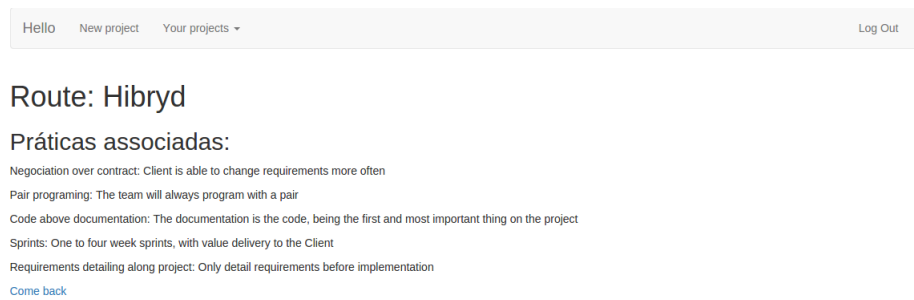 Hello New project Your projects Log Out
Route: Hibryd
Práticas associadas:
Negociation over contract: Client is able to change requirements more often
Pair programing: The team will always program with a pair
Code above documentation: The documentation is the code, being the first and most important thing on the project
Sprints: One to four week sprints, with value delivery to the Client
Requirements detailing along project: Only detail requirements before implementation
Come back